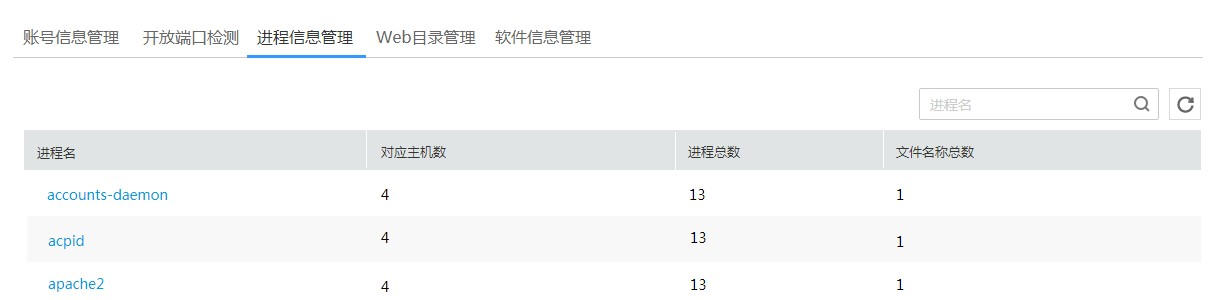 账号信息管理 开放端口检测 进程信息管理 Web目录管理 软件信息管理
进程名
进程名 对应主机数 进程总数 文件名称总数
accounts-daemon 4 13 1
acpid 4 13 1
apache2 4 13 1